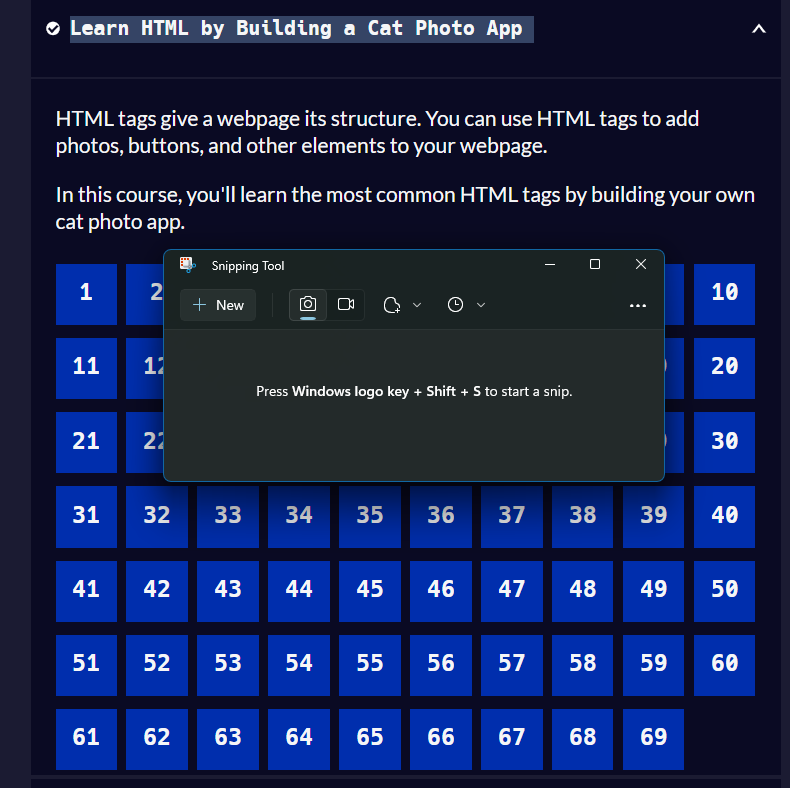 Learn HTML by Building a Cat Photo App
HTML tags give a webpage its structure. You can use HTML tags to add
photos, buttons, and other elements to your webpage.
In this course, you'll learn the most common HTML tags by building your own
cat photo app.
Snipping Tool
New
Press Windows logo key + Shift + S to start a snip.
1 2 10
11 12 20
21 22 30
31 32 33 34 35 36 37 38 39 40
41 42 43 44 45 46 47 48 49 50
51 52 53 54 55 56 57 58 59 60
61 62 63 64 65 66 67 68 69